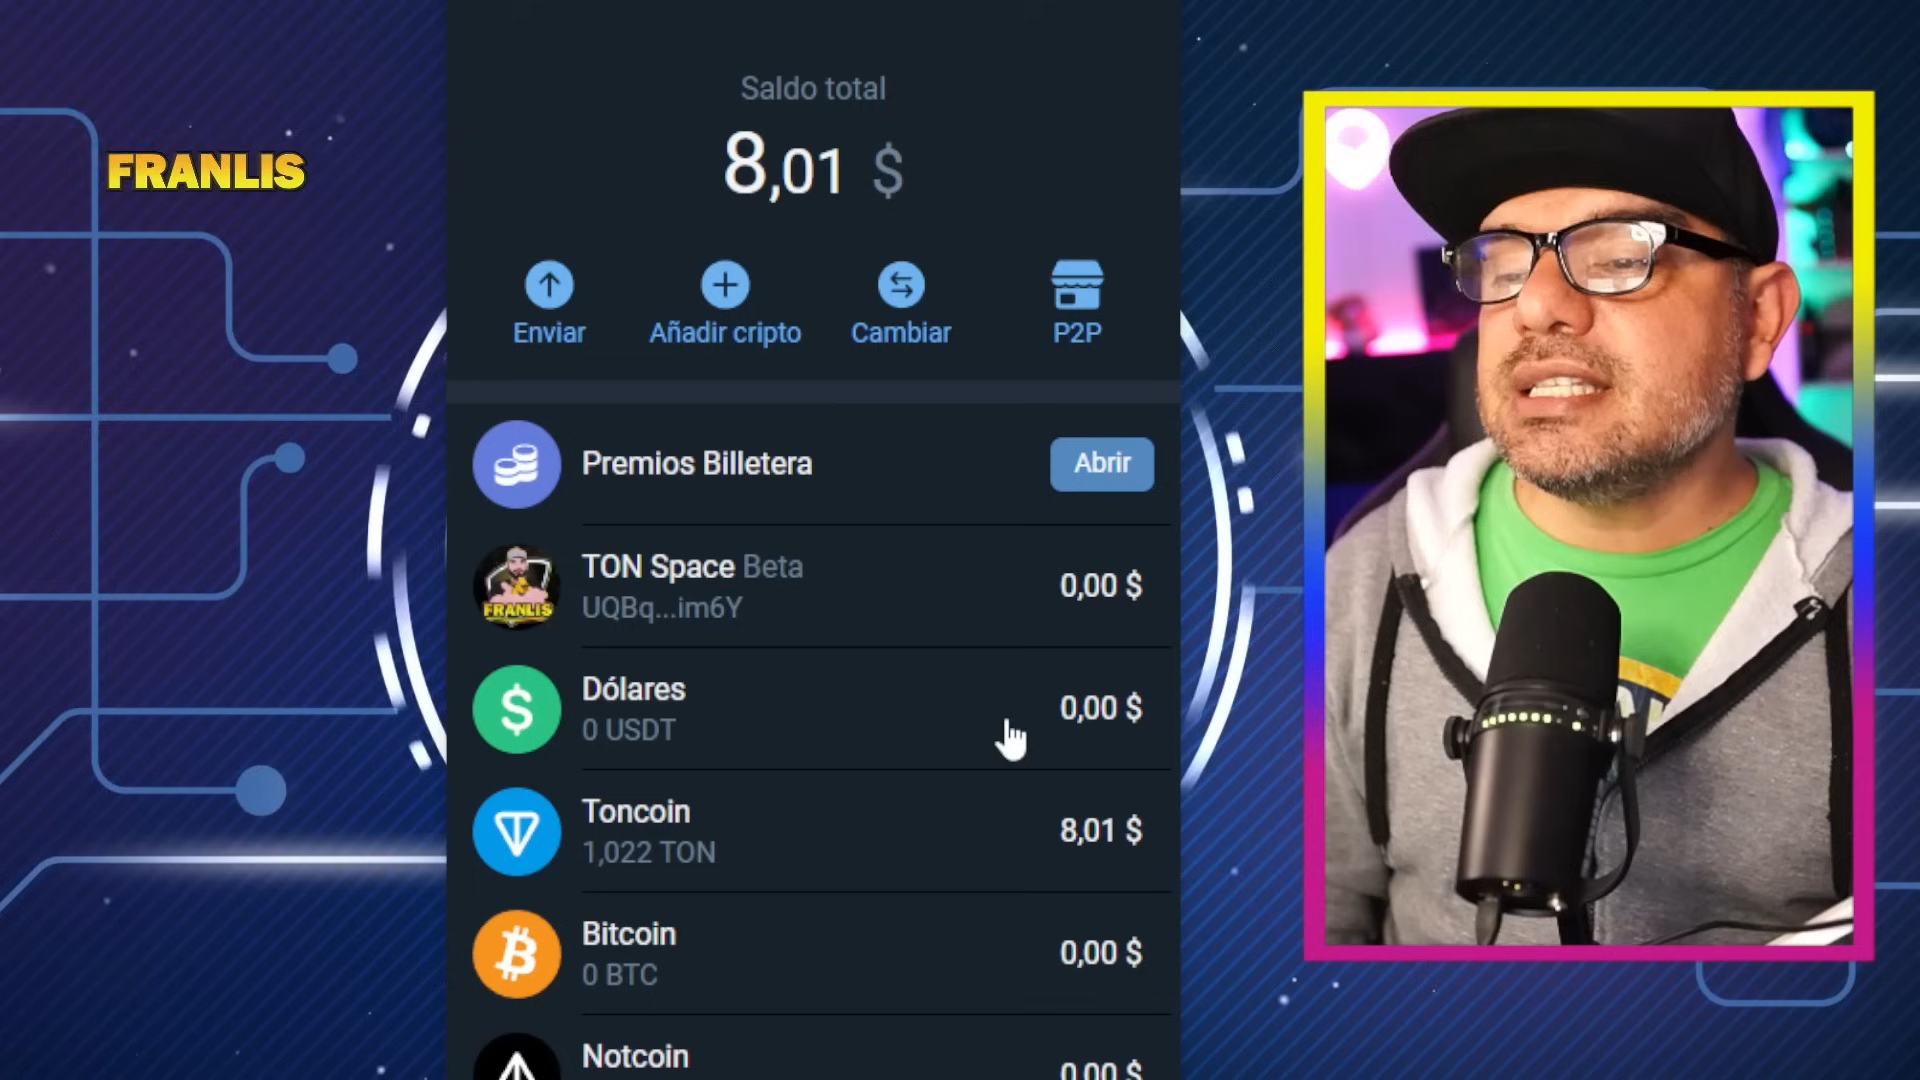 FRANLIS
Saldo total
8,01 $
Enviar
Añadir cripto
Cambiar
P2P
Premios Billetera
Abrir
FRANLIS
TON Space Beta
UQBq...im6Y
0,00 $
Dólares
0 USDT
0,00 $
Toncoin
1,022 TON
8,01 $
Bitcoin
0 BTC
0,00 $
Notcoin
0,00 $